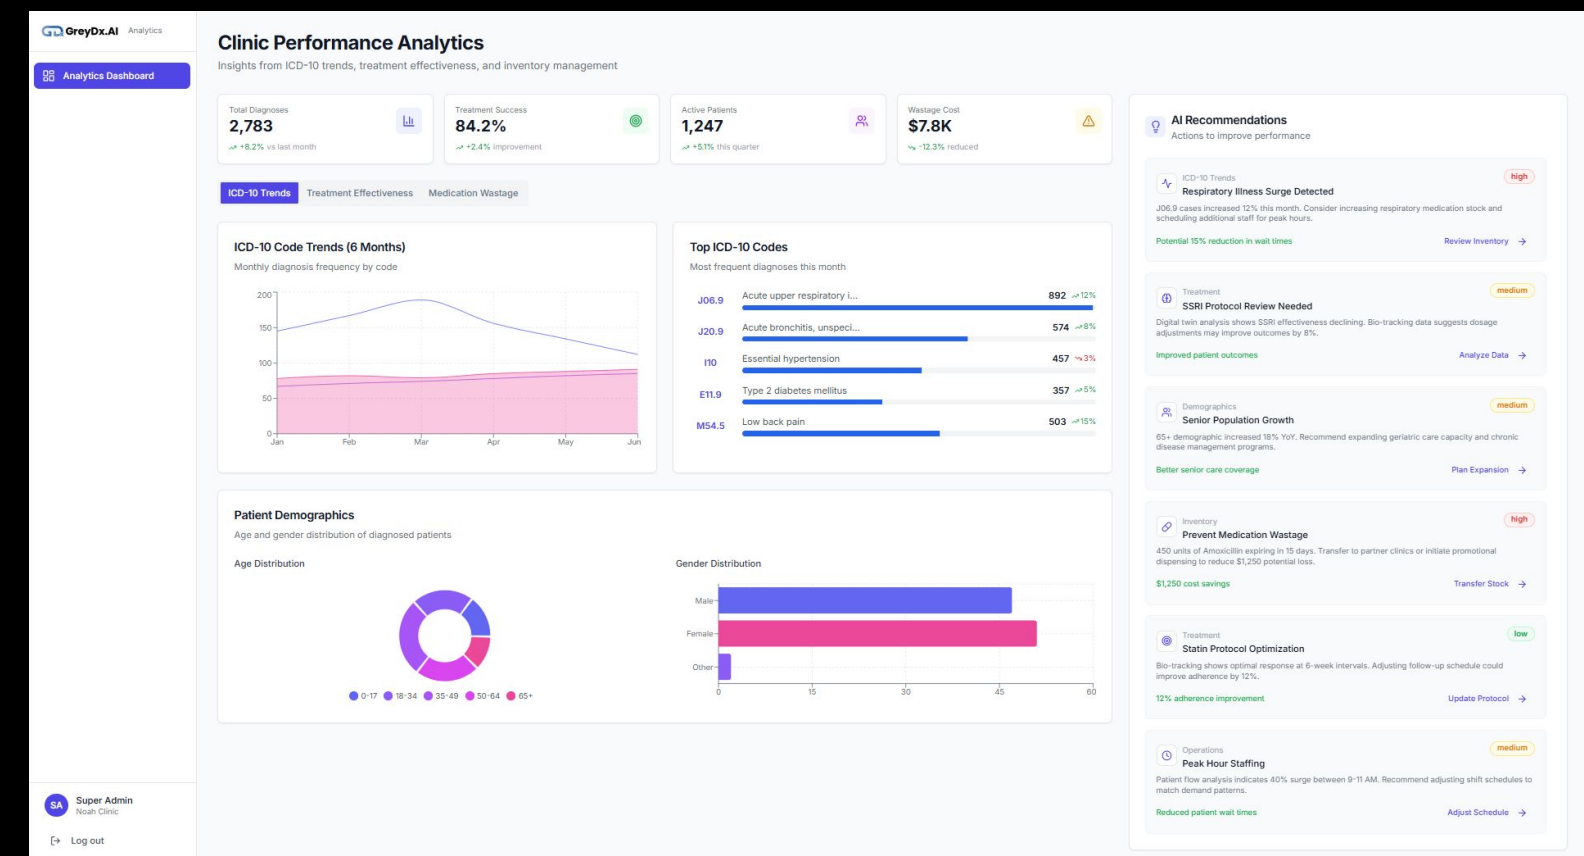 GreyDx.AI Analytics
Analytics Dashboard
Clinic Performance Analytics
Insights from ICD-10 trends, treatment effectiveness, and inventory management
Total Diagnoses
2,783
+8.2% vs last month
Treatment Success
84.2%
+2.4% improvement
Active Patients
1,247
+5.1% this quarter
Wastage Cost
$7.8K
-12.3% reduced
ICD-10 Trends Treatment Effectiveness Medication Wastage
ICD-10 Code Trends (6 Months)
Monthly diagnosis frequency by code
200
150
100
50
0
Jan Feb Mar Apr May Jun
Top ICD-10 Codes
Most frequent diagnoses this month
J06.9 Acute upper respiratory i... 892 12%
J20.9 Acute bronchitis, unspeci... 574 8%
I10 Essential hypertension 457 3%
E11.9 Type 2 diabetes mellitus 357 5%
M54.5 Low back pain 503 15%
Patient Demographics
Age and gender distribution of diagnosed patients
Age Distribution
0-17 18-34 35-49 50-64 65+
Gender Distribution
Male
Female
Other
0 15 30 45 60
AI Recommendations
Actions to improve performance
ICD-10 Trends high
Respiratory Illness Surge Detected
J06.9 cases increased 12% this month. Consider increasing respiratory medication stock and
scheduling additional staff for peak hours.
Potential 15% reduction in wait times Review Inventory
Treatment medium
SSRI Protocol Review Needed
Digital twin analysis shows SSRI effectiveness declining. Bio-tracking data suggests dosage
adjustments may improve outcomes by 8%.
Improved patient outcomes Analyze Data
Demographics medium
Senior Population Growth
65+ demographic increased 18% YoY. Recommend expanding geriatric care capacity and chronic
disease management programs.
Better senior care coverage Plan Expansion
Inventory high
Prevent Medication Wastage
450 units of Amoxicillin expiring in 15 days. Transfer to partner clinics or initiate promotional
dispensing to reduce $1,250 potential loss.
$1,250 cost savings Transfer Stock
Treatment low
Statin Protocol Optimization
Bio-tracking shows optimal response at 6-week intervals. Adjusting follow-up schedule could
improve adherence by 12%.
12% adherence improvement Update Protocol
Operations medium
Peak Hour Staffing
Patient flow analysis indicates 40% surge between 9-11 AM. Recommend adjusting shift schedules to
match demand patterns.
Reduced patient wait times Adjust Schedule
SA Super Admin
Noah Clinic
Log out